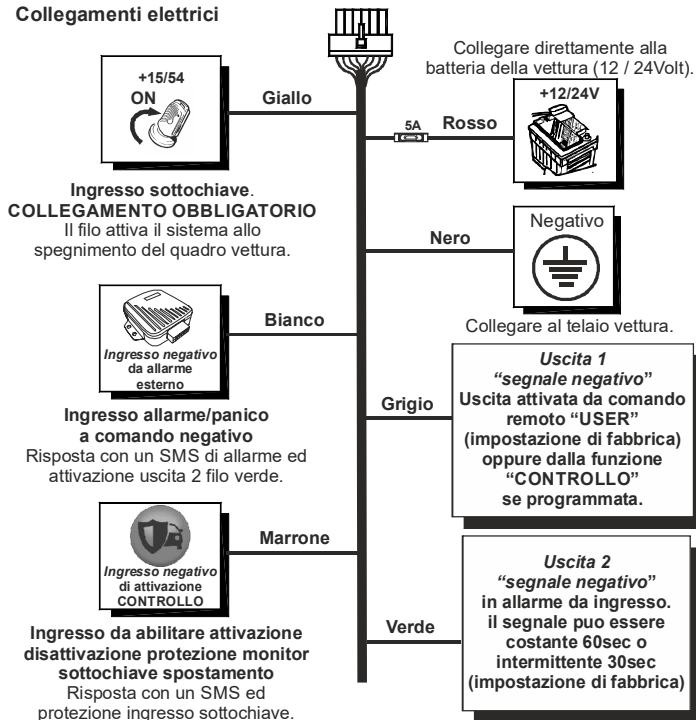 Collegamenti elettrici
+15/54
ON
Giallo
Ingresso sottochiave.
COLLEGAMENTO OBBLIGATORIO
Il filo attiva il sistema allo
spegnimento del quadro vettura.
Bianco
Ingresso negativo
da allarme
esterno
Ingresso allarme/panico
a comando negativo
Risposta con un SMS di allarme ed
attivazione uscita 2 filo verde.
Marrone
Ingresso negativo
di attivazione
CONTROLLO
Ingresso da abilitare attivazione
disattivazione protezione monitor
sottochiave spostamento
Risposta con un SMS ed
protezione ingresso sottochiave.
Collegare direttamente alla
batteria della vettura (12 / 24Volt).
5A
Rosso
+12/24V
Nero
Negativo
Collegare al telaio vettura.
Grigio
Uscita 1
“segnale negativo”
Uscita attivata da comando
remoto “USER”
(impostazione di fabbrica)
oppure dalla funzione
“CONTROLLO”
se programmata.
Verde
Uscita 2
“segnale negativo”
in allarme da ingresso.
il segnale puo essere
costante 60sec o
intermittente 30sec
(impostazione di fabbrica)